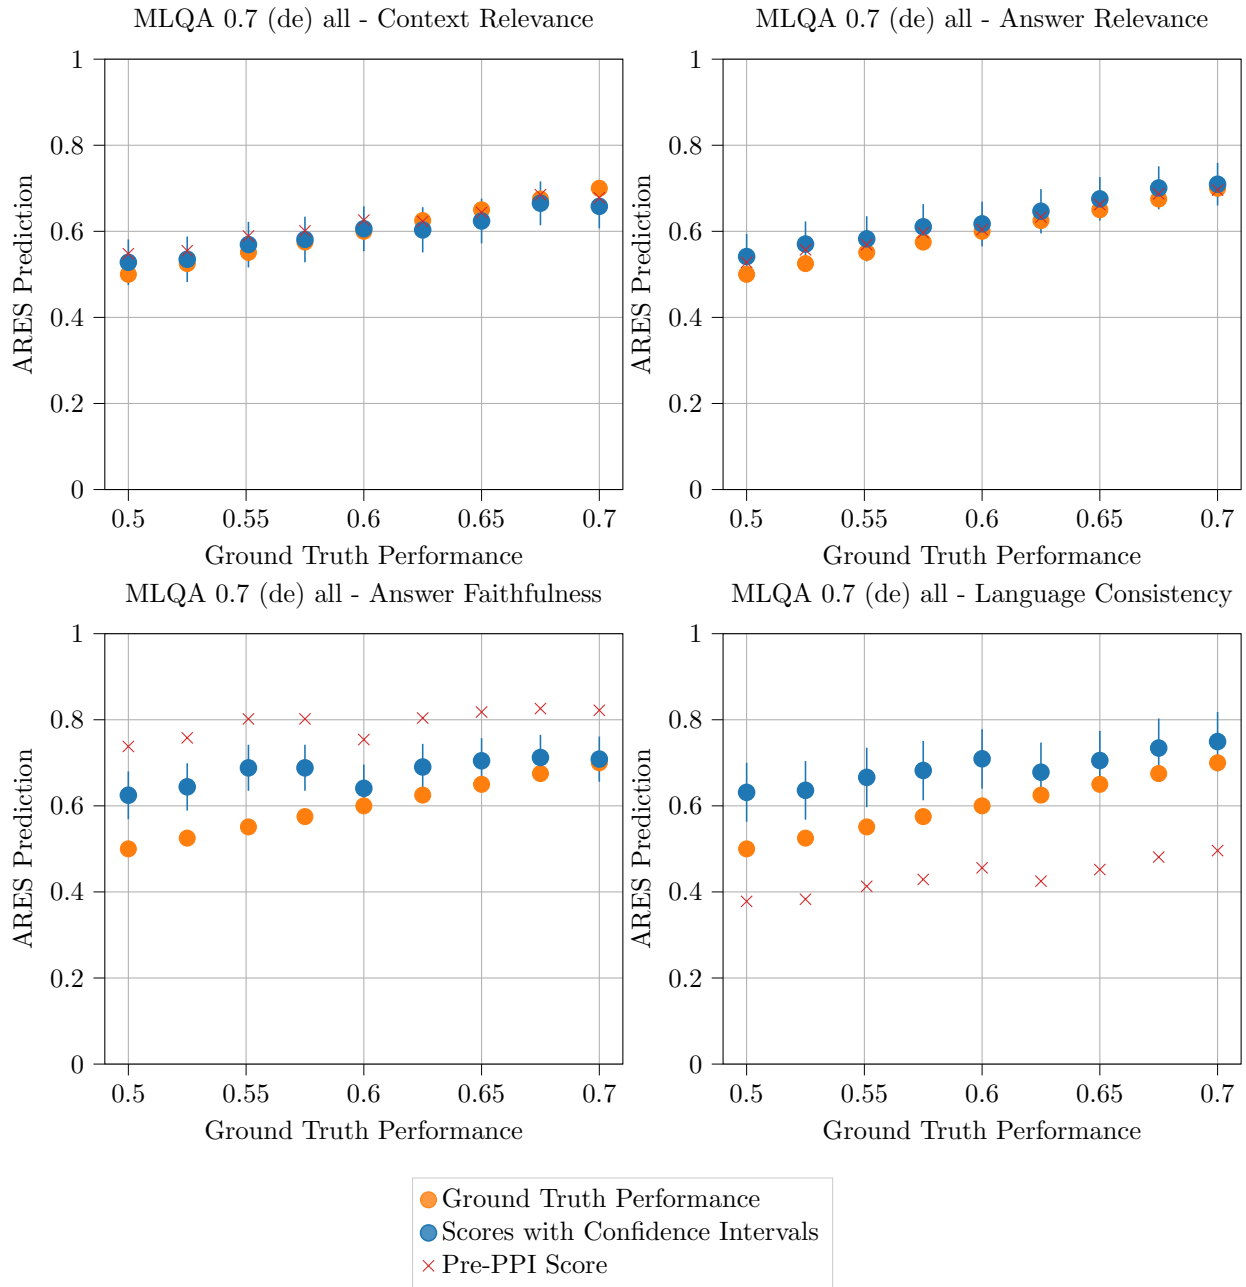 MLQA 0.7 (de) all - Context Relevance
1
0.8
0.6
0.4
0.2
0
ARES Prediction
0.5 0.55 0.6 0.65 0.7
Ground Truth Performance
MLQA 0.7 (de) all - Answer Relevance
1
0.8
0.6
0.4
0.2
0
ARES Prediction
0.5 0.55 0.6 0.65 0.7
Ground Truth Performance
MLQA 0.7 (de) all - Answer Faithfulness
1
0.8
0.6
0.4
0.2
0
ARES Prediction
0.5 0.55 0.6 0.65 0.7
Ground Truth Performance
MLQA 0.7 (de) all - Language Consistency
1
0.8
0.6
0.4
0.2
0
ARES Prediction
0.5 0.55 0.6 0.65 0.7
Ground Truth Performance
Ground Truth Performance
Scores with Confidence Intervals
Pre-PPI Score